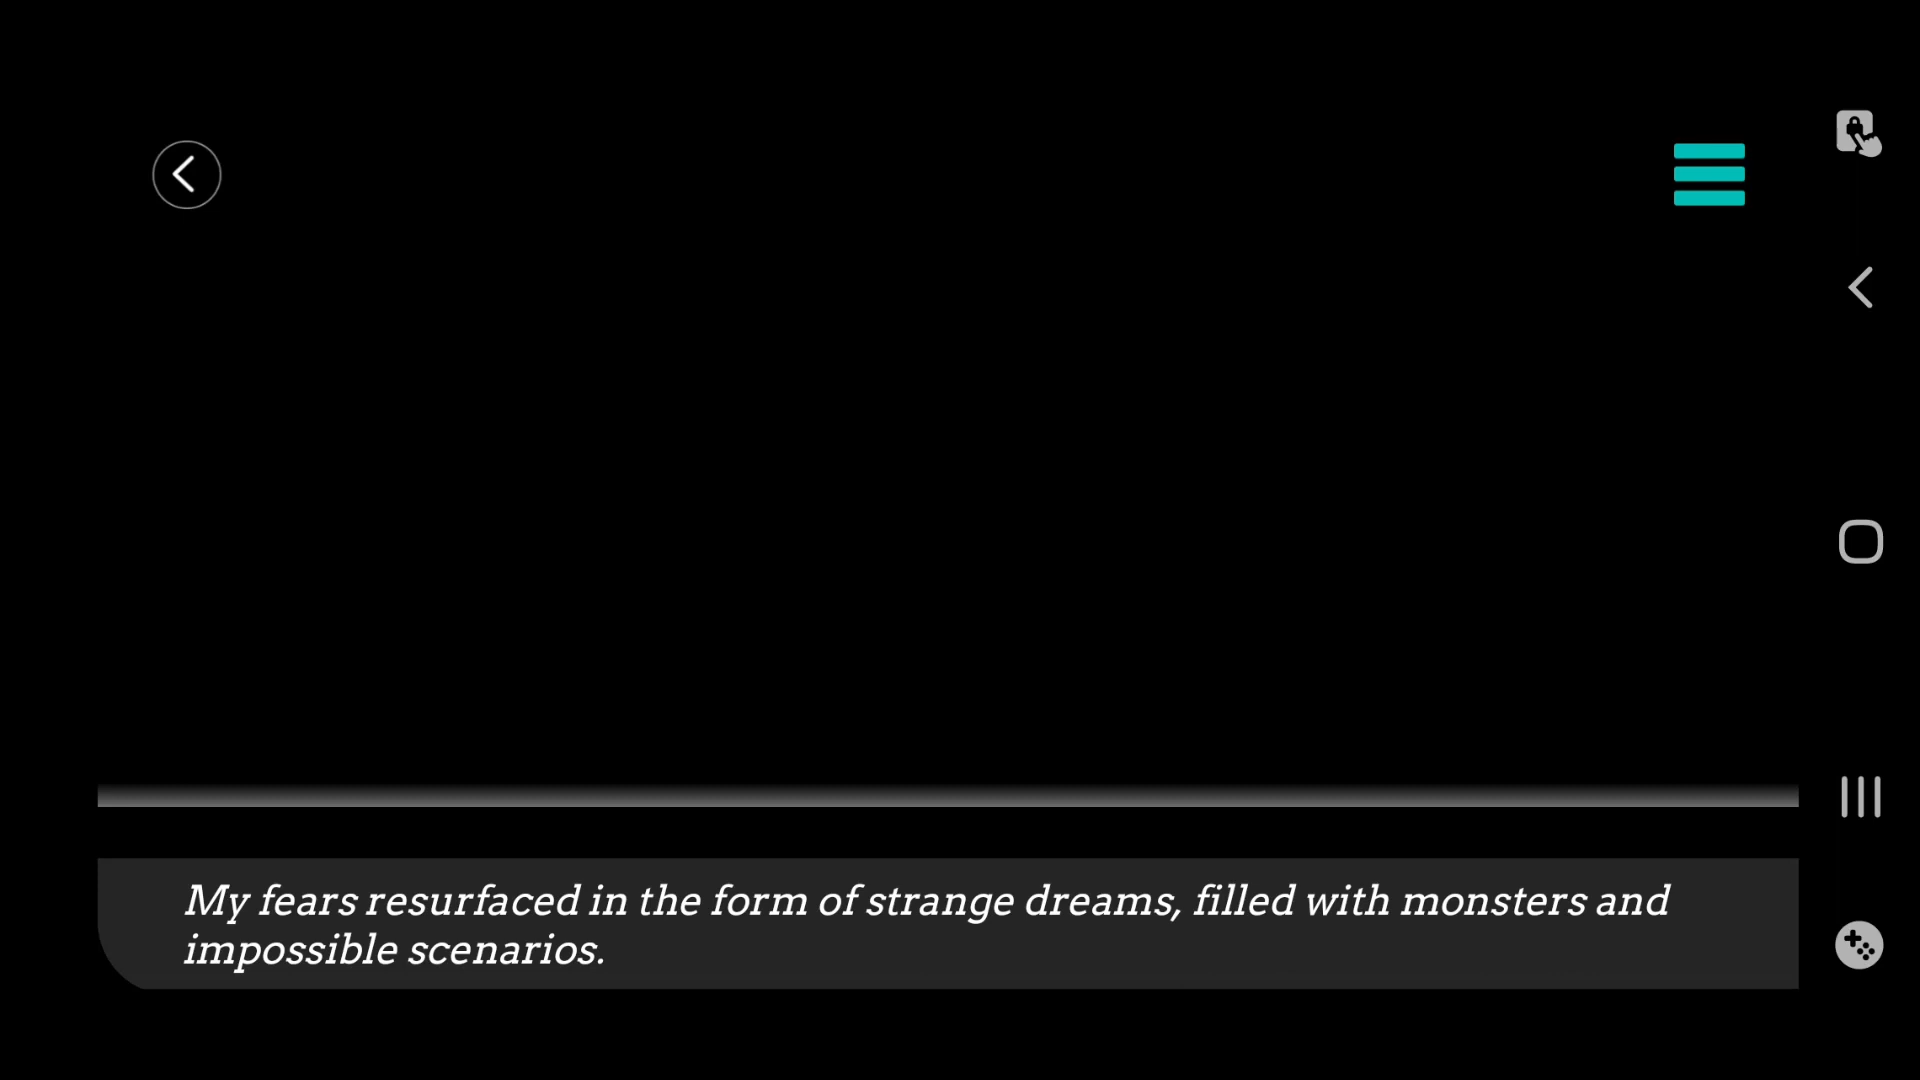 My fears resurfaced in the form of strange dreams, filled with monsters and
impossible scenarios.